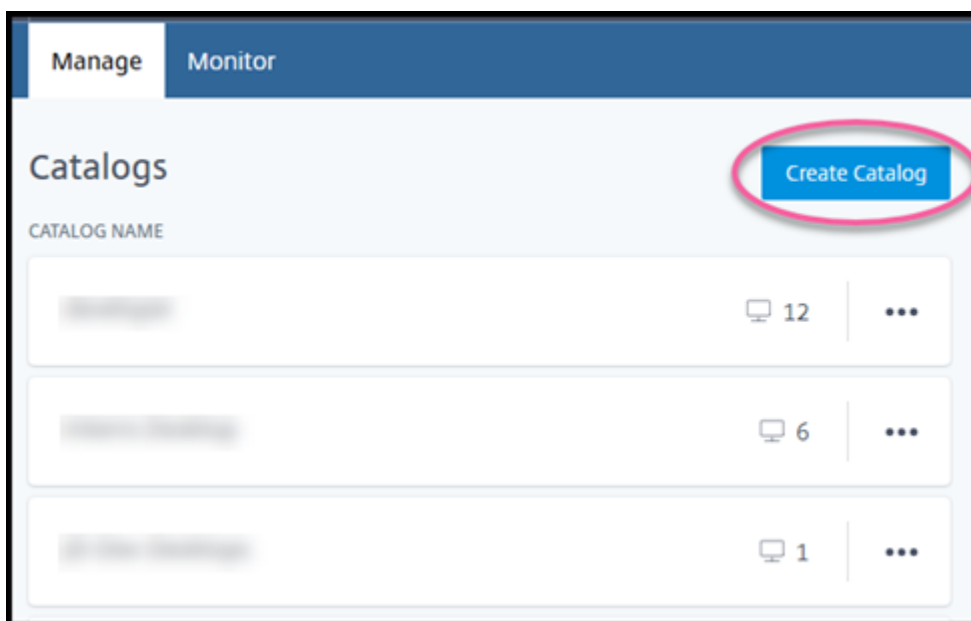 Manage Monitor
Catalogs
Create Catalog
CATALOG NAME
12
6
1